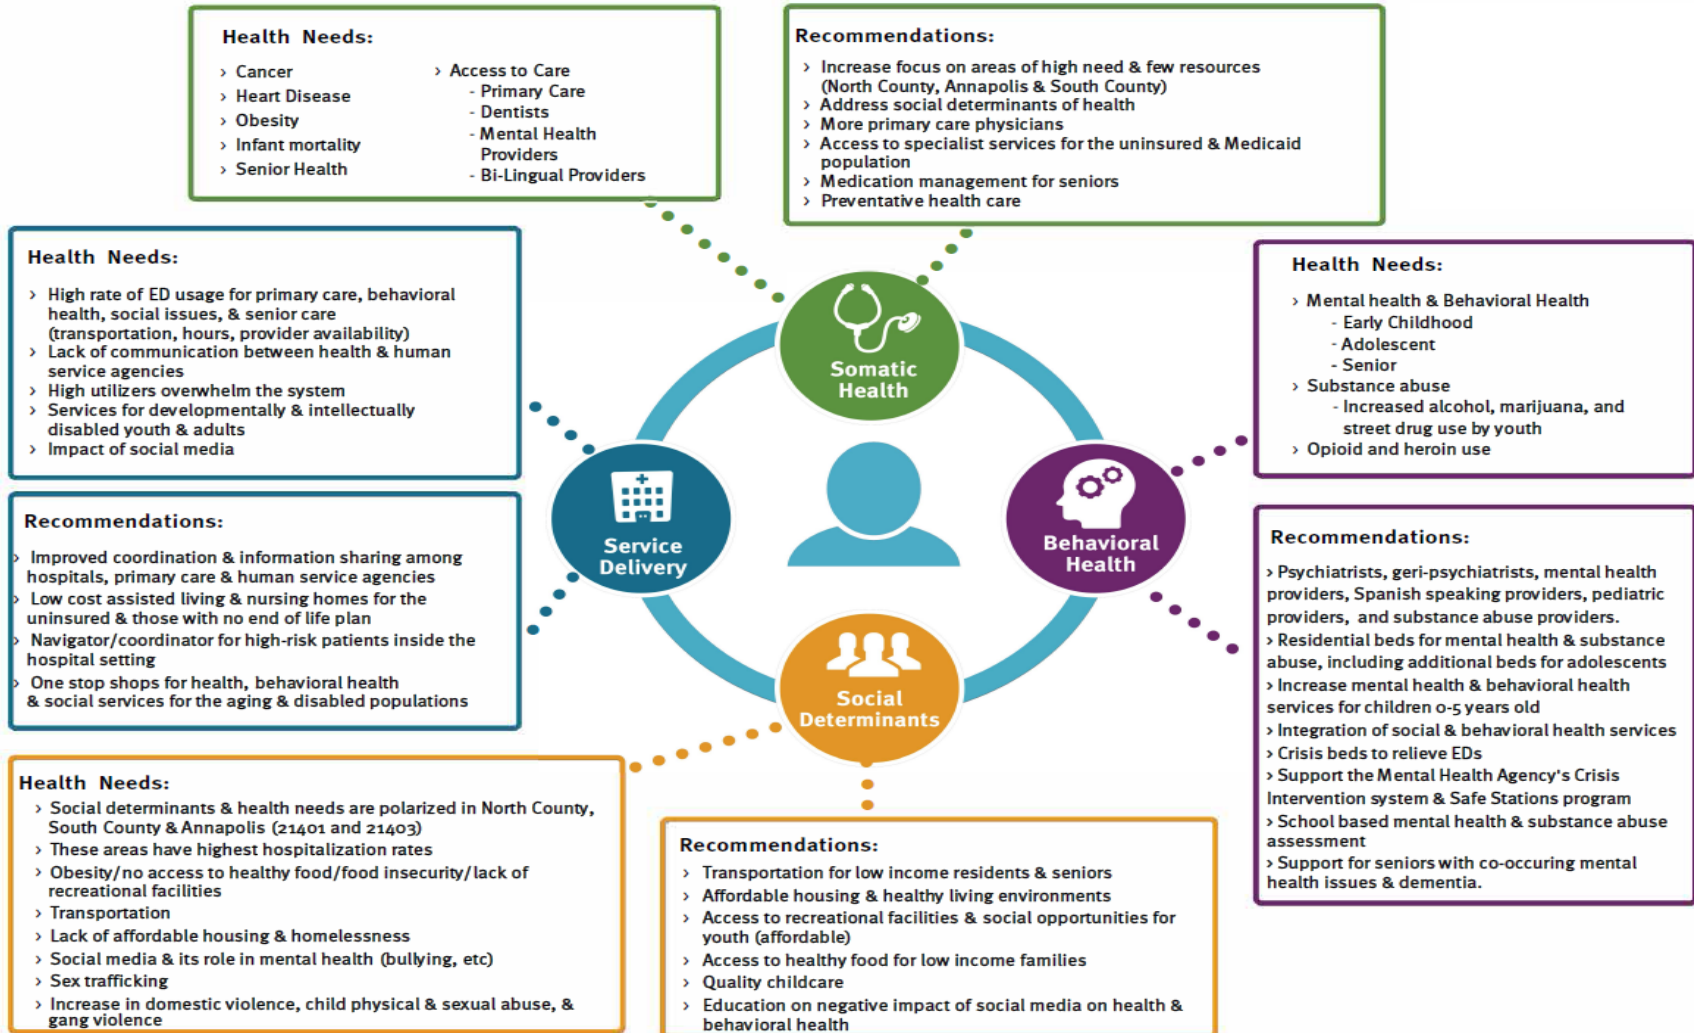 Health Needs:
› Cancer
› Heart Disease
› Obesity
› Infant mortality
› Senior Health
› Access to Care
- Primary Care
- Dentists
- Mental Health
Providers
- Bi-Lingual Providers
Recommendations:
› Increase focus on areas of high need & few resources
(North County, Annapolis & South County)
› Address social determinants of health
› More primary care physicians
› Access to specialist services for the uninsured & Medicaid
population
› Medication management for seniors
› Preventative health care
Health Needs:
› High rate of ED usage for primary care, behavioral
health, social issues, & senior care
(transportation, hours, provider availability)
› Lack of communication between health & human
service agencies
› High utilizers overwhelm the system
› Services for developmentally & intellectually
disabled youth & adults
› Impact of social media
Recommendations:
› Improved coordination & information sharing among
hospitals, primary care & human service agencies
› Low cost assisted living & nursing homes for the
uninsured & those with no end of life plan
› Navigator/coordinator for high-risk patients inside the
hospital setting
› One stop shops for health, behavioral health
& social services for the aging & disabled populations
Somatic
Health
Service
Delivery
Behavioral
Health
Social
Determinants
Health Needs:
› Mental health & Behavioral Health
- Early Childhood
- Adolescent
- Senior
› Substance abuse
- Increased alcohol, marijuana, and
street drug use by youth
› Opioid and heroin use
Recommendations:
› Psychiatrists, geri-psychiatrists, mental health
providers, Spanish speaking providers, pediatric
providers, and substance abuse providers.
› Residential beds for mental health & substance
abuse, including additional beds for adolescents
› Increase mental health & behavioral health
services for children 0-5 years old
› Integration of social & behavioral health services
› Crisis beds to relieve EDs
› Support the Mental Health Agency's Crisis
Intervention system & Safe Stations program
› School based mental health & substance abuse
assessment
› Support for seniors with co-occuring mental
health issues & dementia.
Health Needs:
› Social determinants & health needs are polarized in North County,
South County & Annapolis (21401 and 21403)
› These areas have highest hospitalization rates
› Obesity/no access to healthy food/food insecurity/lack of
recreational facilities
› Transportation
› Lack of affordable housing & homelessness
› Social media & its role in mental health (bullying, etc)
› Sex trafficking
› Increase in domestic violence, child physical & sexual abuse, &
gang violence
Recommendations:
› Transportation for low income residents & seniors
› Affordable housing & healthy living environments
› Access to recreational facilities & social opportunities for
youth (affordable)
› Access to healthy food for low income families
› Quality childcare
› Education on negative impact of social media on health &
behavioral health